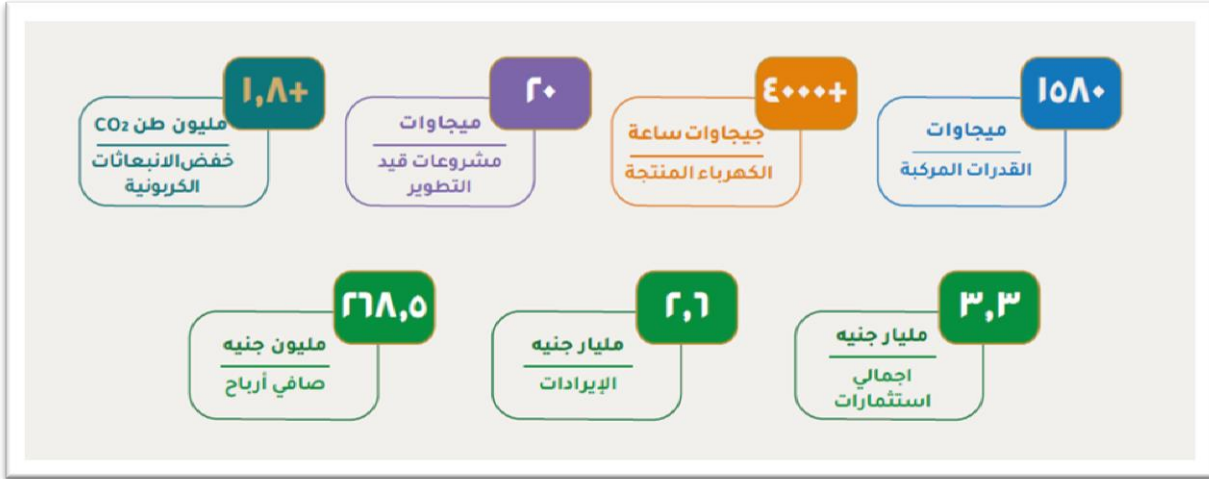 ١٥٨٠
ميجاوات
القدرات المركبة
٤٠٠٠+
جيجاوات ساعة
الكهرباء المنتجة
٢٠
ميجاوات
مشروعات قيد
التطوير
١,٨+
مليون طن CO₂
خفض الانبعاثات
الكربونية
٣,٣
مليار جنيه
اجمالي
استثمارات
٢,٦
مليار جنيه
الإيرادات
٢٦٨,٥
مليون جنيه
صافي أرباح